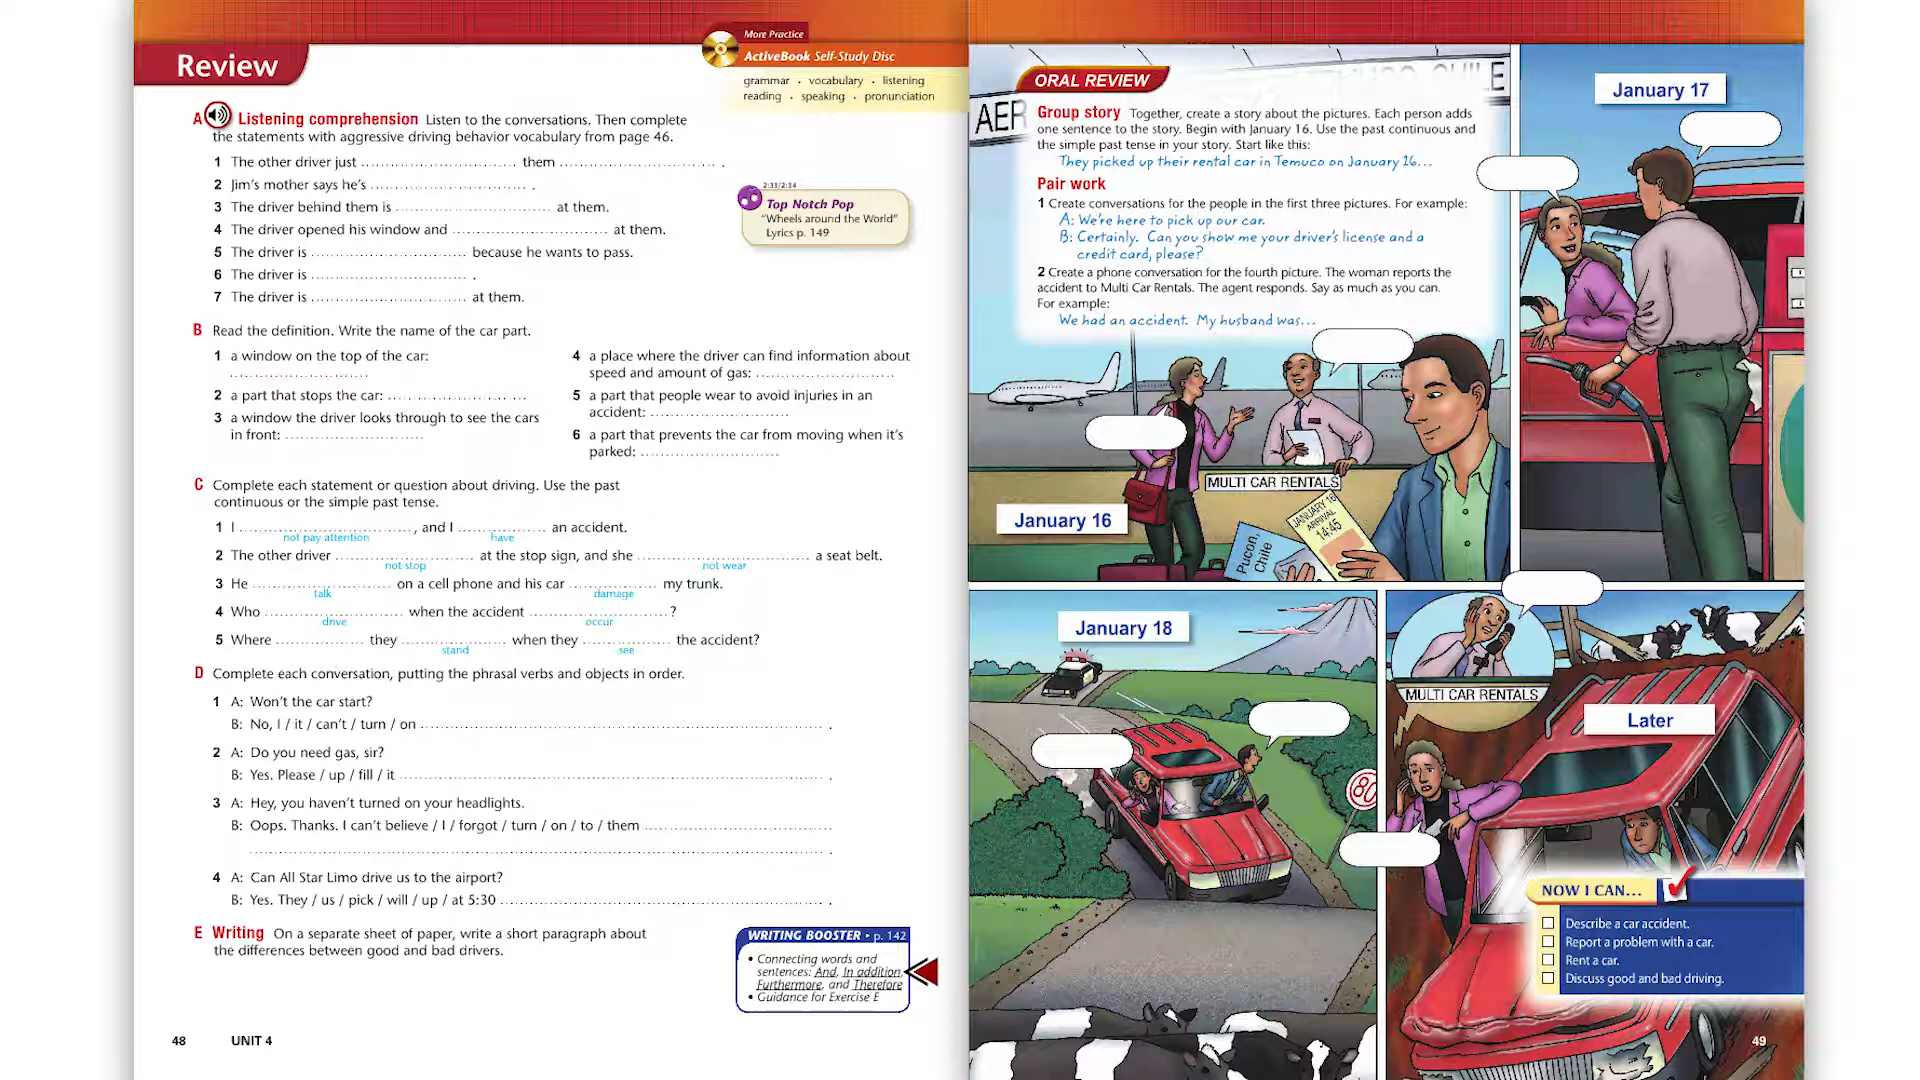 Review
More Practice
ActiveBook Self-Study Disc
grammar · vocabulary · listening
reading · speaking · pronunciation
A Listening comprehension Listen to the conversations. Then complete
the statements with aggressive driving behavior vocabulary from page 46.
1 The other driver just ............ them ............ .
2 Jim's mother says he's ............ .
3 The driver behind them is ............ at them.
4 The driver opened his window and ............ at them.
5 The driver is ............ because he wants to pass.
6 The driver is ............ .
7 The driver is ............ at them.
2:33/2:34
Top Notch Pop
"Wheels around the World"
Lyrics p. 149
B Read the definition. Write the name of the car part.
1 a window on the top of the car:
............
2 a part that stops the car: ............
3 a window the driver looks through to see the cars
in front: ............
4 a place where the driver can find information about
speed and amount of gas: ............
5 a part that people wear to avoid injuries in an
accident: ............
6 a part that prevents the car from moving when it's
parked: ............
C Complete each statement or question about driving. Use the past
continuous or the simple past tense.
1 I ............ , and I ............ an accident.
not pay attention have
2 The other driver ............ at the stop sign, and she ............ a seat belt.
not stop not wear
3 He ............ on a cell phone and his car ............ my trunk.
talk damage
4 Who ............ when the accident ............ ?
drive occur
5 Where ............ they ............ when they ............ the accident?
stand see
D Complete each conversation, putting the phrasal verbs and objects in order.
1 A: Won't the car start?
B: No, I / it / can't / turn / on ............ .
2 A: Do you need gas, sir?
B: Yes. Please / up / fill / it ............ .
3 A: Hey, you haven't turned on your headlights.
B: Oops. Thanks. I can't believe / I / forgot / turn / on / to / them ............
............ .
4 A: Can All Star Limo drive us to the airport?
B: Yes. They / us / pick / will / up / at 5:30 ............ .
E Writing On a separate sheet of paper, write a short paragraph about
the differences between good and bad drivers.
WRITING BOOSTER • p. 142
• Connecting words and
sentences: And, In addition,
Furthermore, and Therefore
• Guidance for Exercise E
48 UNIT 4
ORAL REVIEW
AER
TEMUCO CHILE
Group story Together, create a story about the pictures. Each person adds
one sentence to the story. Begin with January 16. Use the past continuous and
the simple past tense in your story. Start like this:
They picked up their rental car in Temuco on January 16...
Pair work
1 Create conversations for the people in the first three pictures. For example:
A: We're here to pick up our car.
B: Certainly. Can you show me your driver's license and a
credit card, please?
2 Create a phone conversation for the fourth picture. The woman reports the
accident to Multi Car Rentals. The agent responds. Say as much as you can.
For example:
We had an accident. My husband was...
MULTI CAR RENTALS
January 16
Pucon,
Chile
JANUARY 16
ARRIVAL
14:45
January 17
January 18
80
MULTI CAR RENTALS
Later
NOW I CAN...
Describe a car accident.
Report a problem with a car.
Rent a car.
Discuss good and bad driving.
49